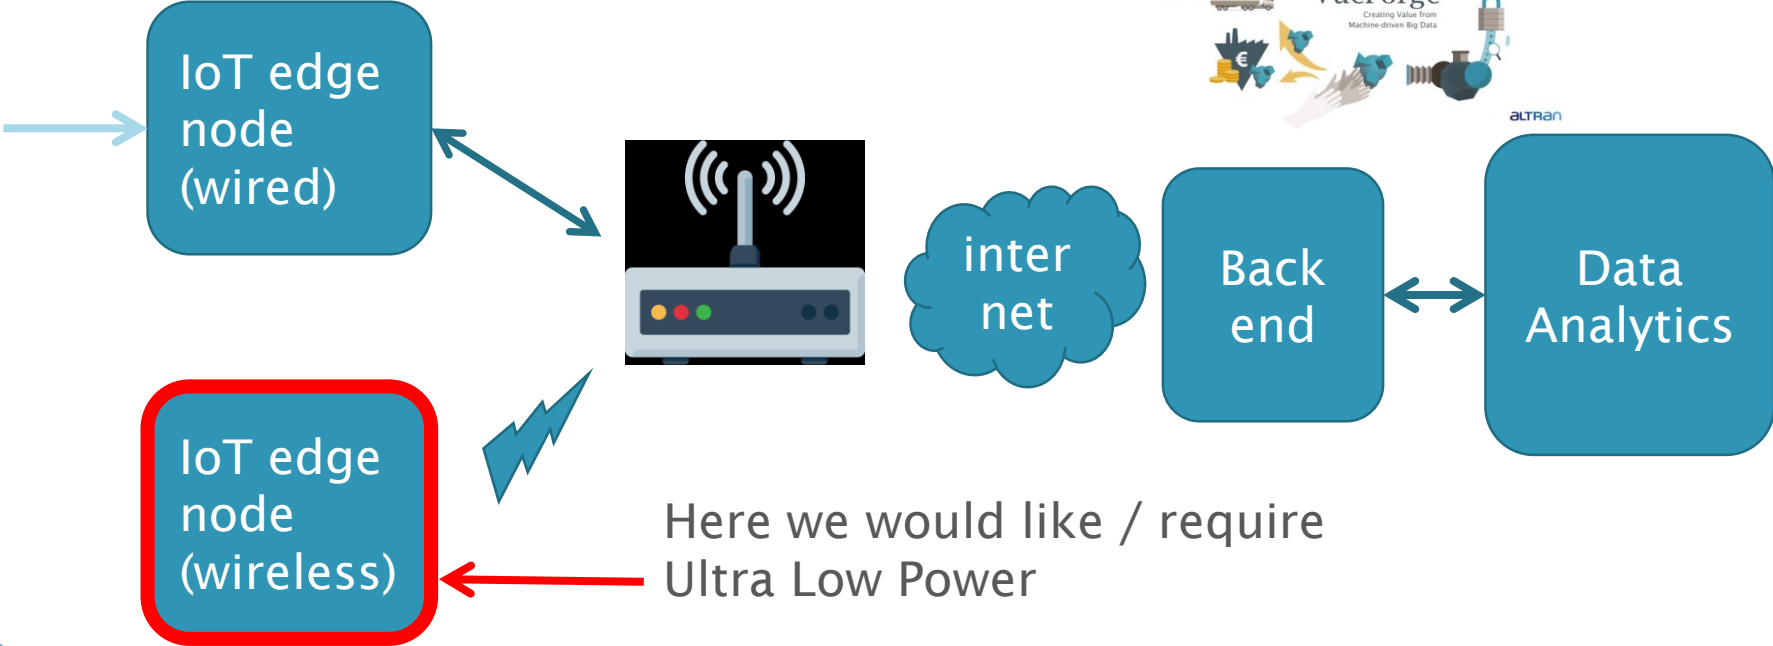 Creating Value from
Machine-driven Big Data
€
ALTRAN
IoT edge
node
(wired)
inter
net
Back
end
Data
Analytics
IoT edge
node
(wireless)
Here we would like / require
Ultra Low Power